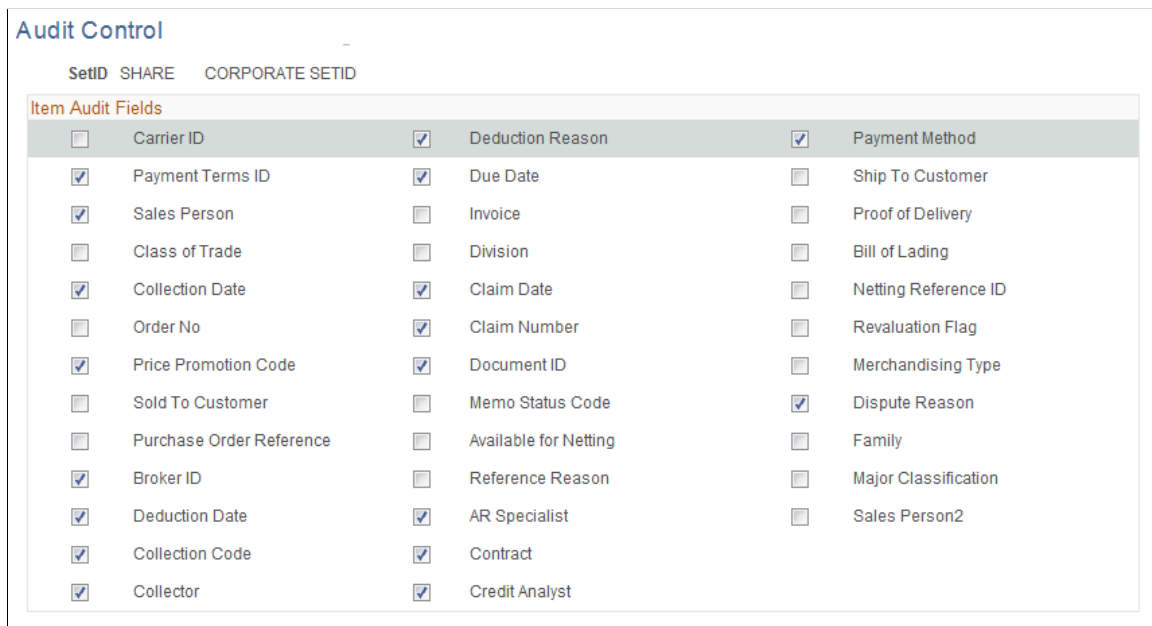 Audit Control
SetID SHARE CORPORATE SETID
Item Audit Fields
Carrier ID Deduction Reason Payment Method
Payment Terms ID Due Date Ship To Customer
Sales Person Invoice Proof of Delivery
Class of Trade Division Bill of Lading
Collection Date Claim Date Netting Reference ID
Order No Claim Number Revaluation Flag
Price Promotion Code Document ID Merchandising Type
Sold To Customer Memo Status Code Dispute Reason
Purchase Order Reference Available for Netting Family
Broker ID Reference Reason Major Classification
Deduction Date AR Specialist Sales Person2
Collection Code Contract
Collector Credit Analyst